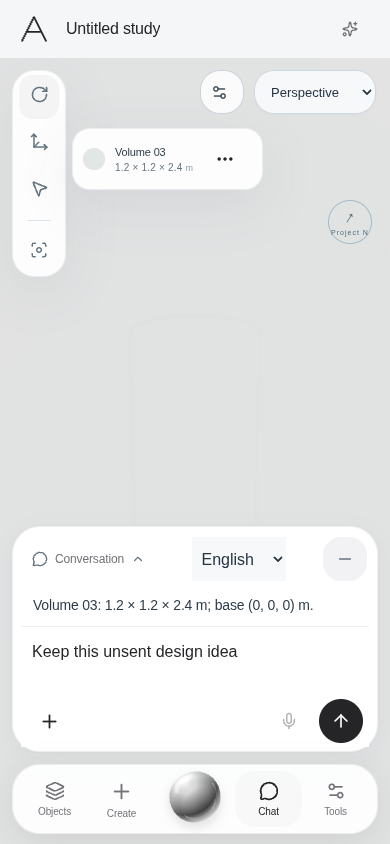 Untitled study
Perspective
Volume 03
1.2 × 1.2 × 2.4 m
Project N
Conversation
English
Volume 03: 1.2 × 1.2 × 2.4 m; base (0, 0, 0) m.
Keep this unsent design idea
Objects
Create
Chat
Tools